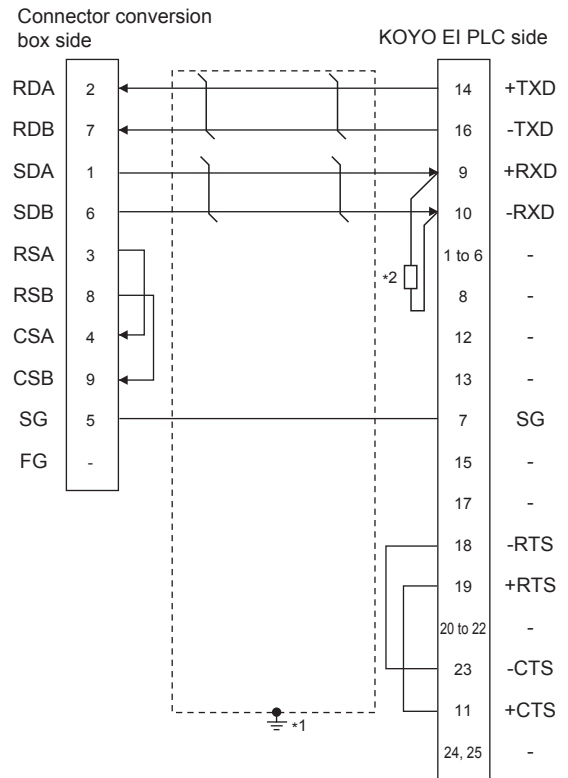 Connector conversion
box side
KOYO EI PLC side
RDA 2 14 +TXD
RDB 7 16 -TXD
SDA 1 9 +RXD
SDB 6 10 -RXD
RSA 3 1 to 6 -
*2
RSB 8 8 -
CSA 4 12 -
CSB 9 13 -
SG 5 7 SG
FG - 15 -
17 -
18 -RTS
19 +RTS
20 to 22 -
23 -CTS
11 +CTS
*1
24, 25 -